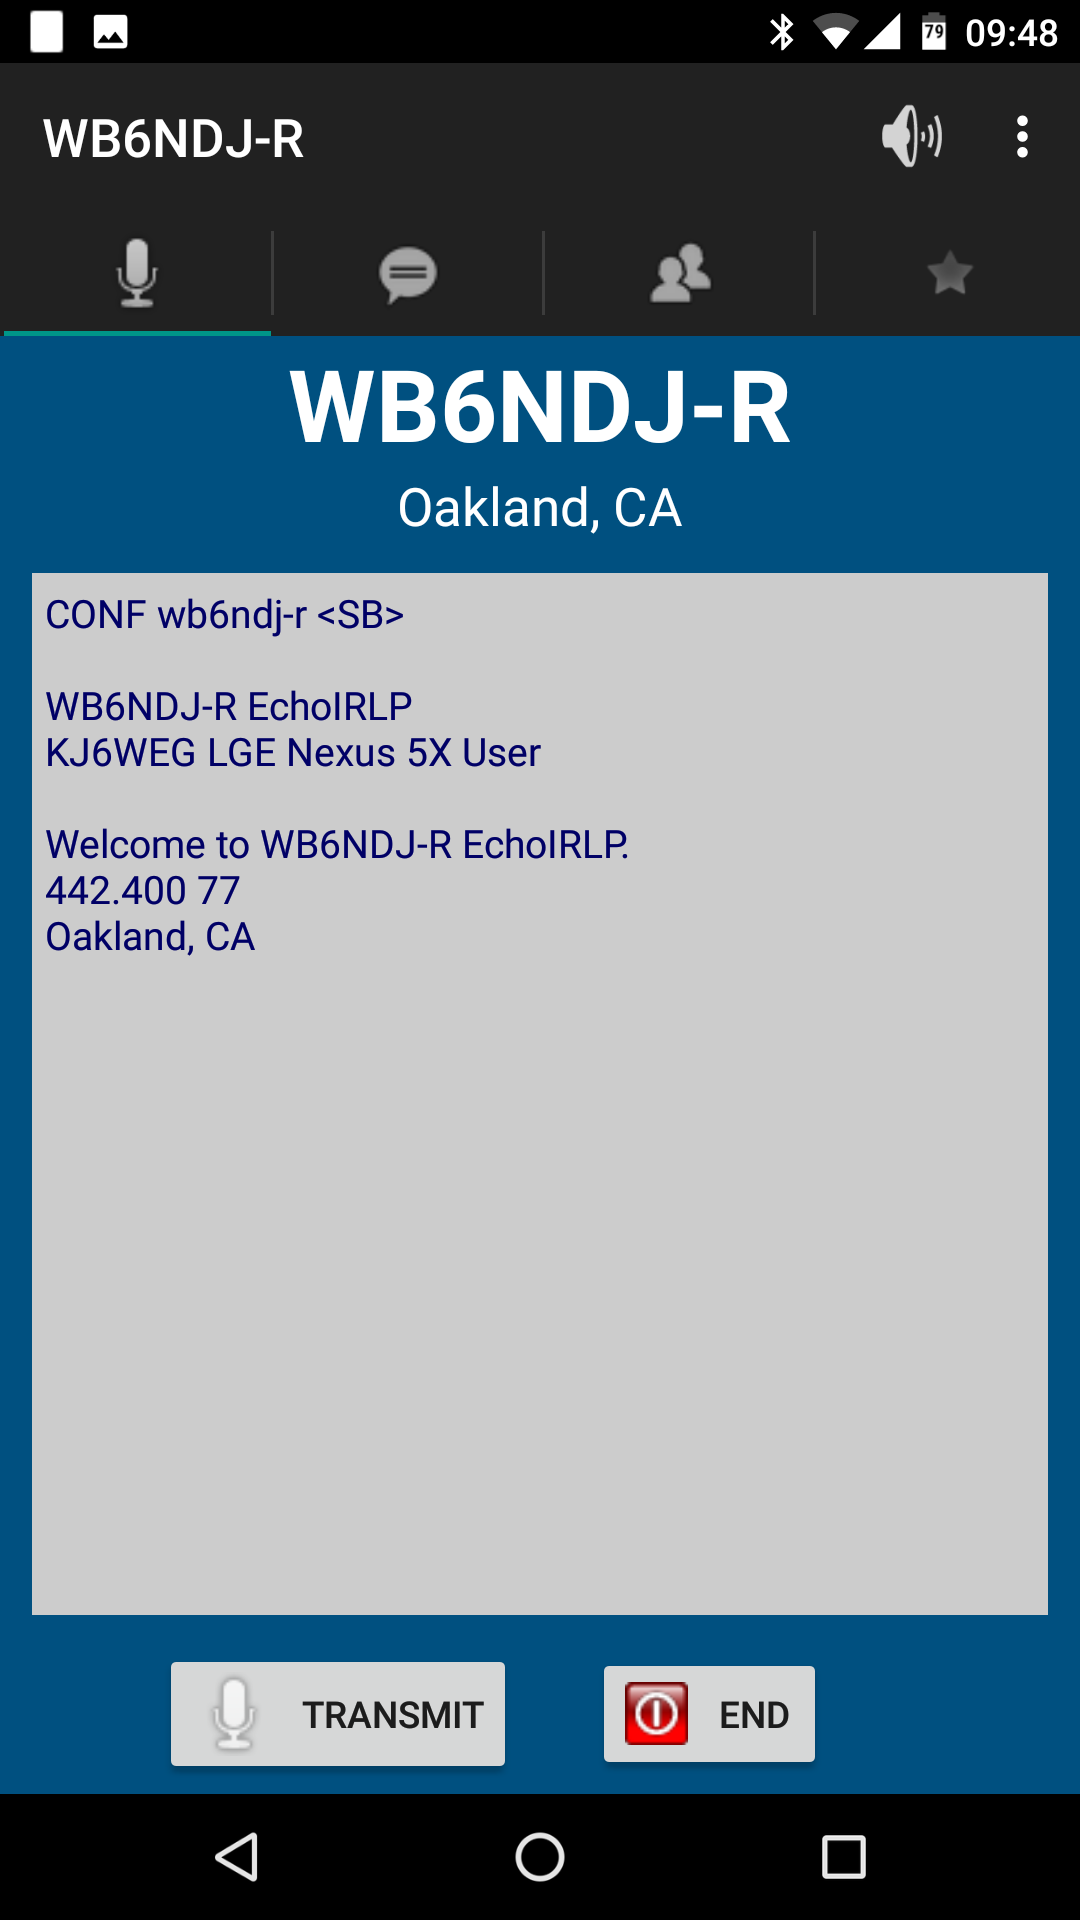 79 09:48
WB6NDJ-R
WB6NDJ-R
Oakland, CA
CONF wb6ndj-r <SB>
WB6NDJ-R EchoIRLP
KJ6WEG LGE Nexus 5X User
Welcome to WB6NDJ-R EchoIRLP.
442.400 77
Oakland, CA
TRANSMIT END